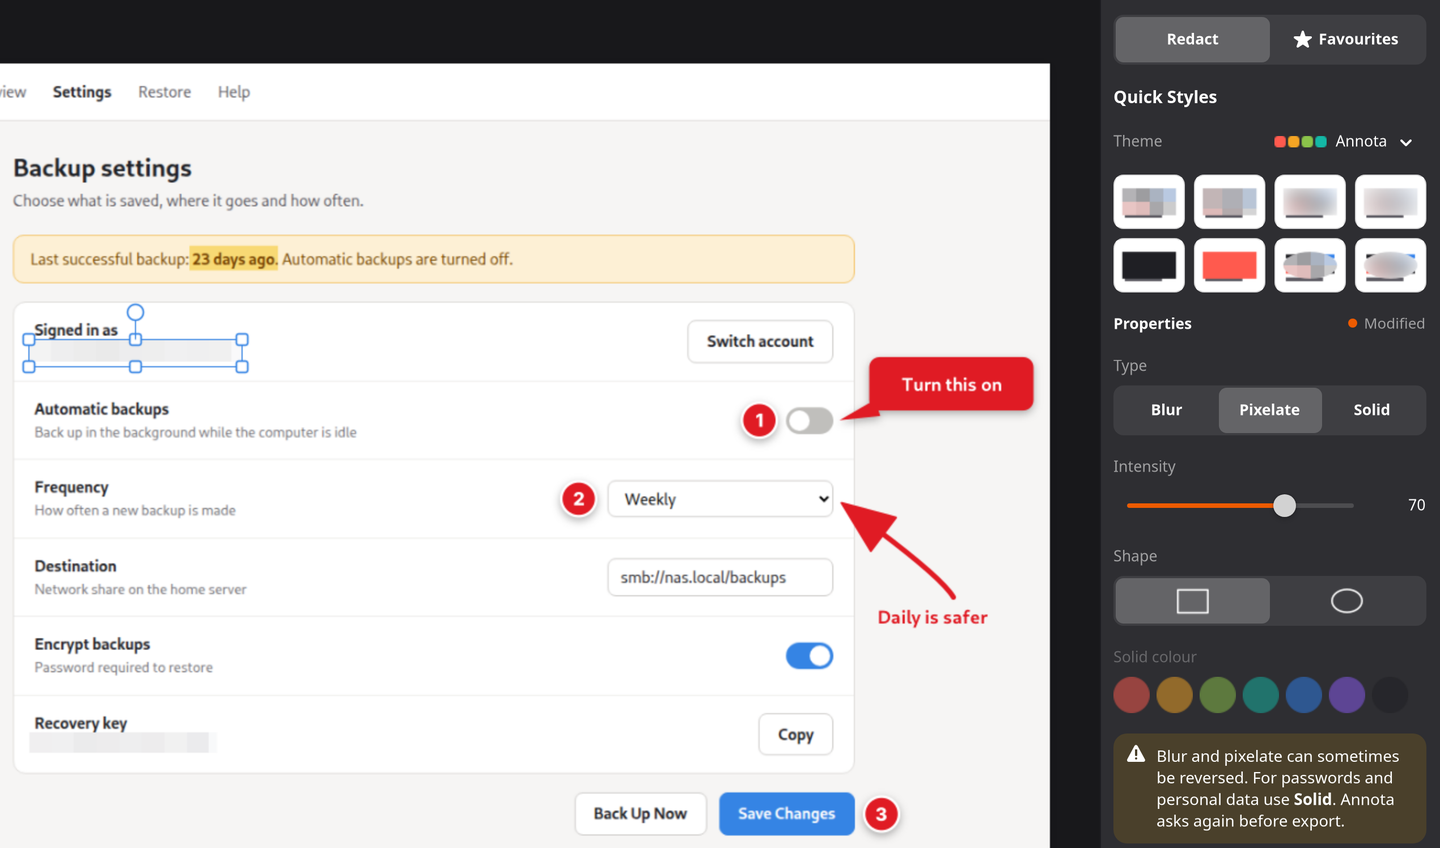 Redact
Favourites
view Settings Restore Help
Quick Styles
Theme
Annota
Backup settings
Choose what is saved, where it goes and how often.
Last successful backup: 23 days ago. Automatic backups are turned off.
Signed in as
Switch account
Properties
Modified
Type
Blur
Pixelate
Solid
Turn this on
Automatic backups
Back up in the background while the computer is idle
1
Intensity
70
Frequency
How often a new backup is made
2
Weekly
Shape
Destination
Network share on the home server
smb://nas.local/backups
Daily is safer
Encrypt backups
Password required to restore
Solid colour
Recovery key
Copy
Blur and pixelate can sometimes
be reversed. For passwords and
personal data use Solid. Annota
asks again before export.
Back Up Now
Save Changes
3